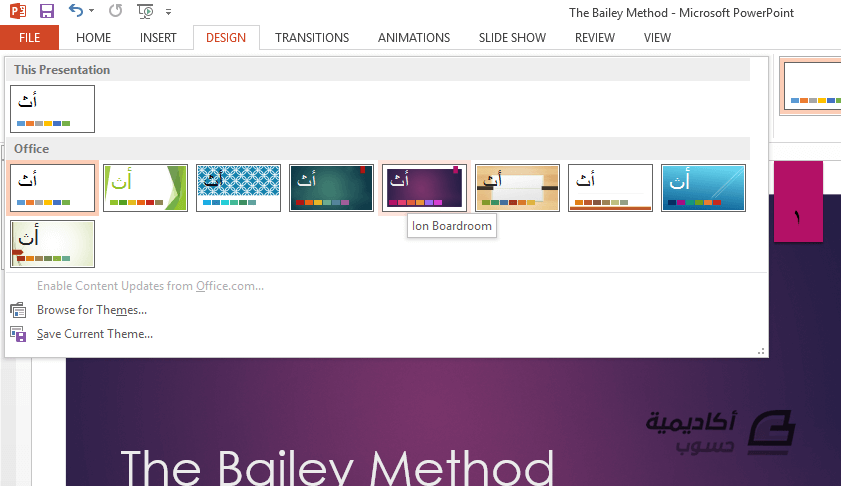 The Bailey Method - Microsoft PowerPoint
FILE HOME INSERT DESIGN TRANSITIONS ANIMATIONS SLIDE SHOW REVIEW VIEW
This Presentation
أث
Office
أث أث أث أث أث أث أث أث
Ion Boardroom
١
أث
Enable Content Updates from Office.com...
Browse for Themes...
Save Current Theme...
أكاديمية
حسوب
The Bailey Method